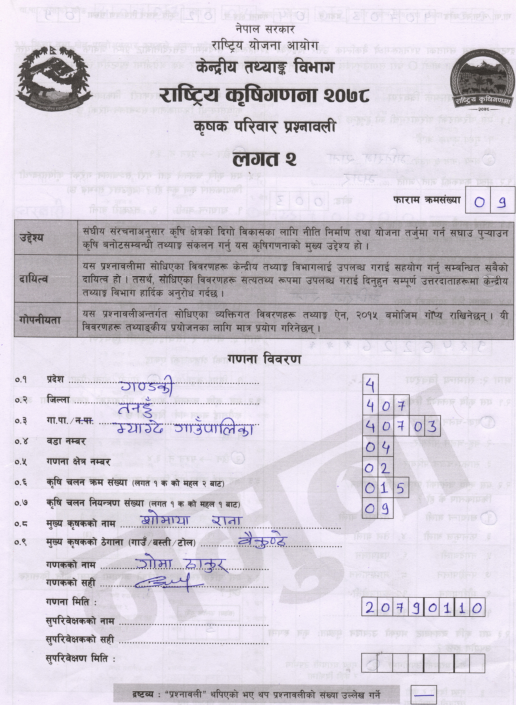 नेपाल सरकार
राष्ट्रिय योजना आयोग
केन्द्रीय तथ्याङ्क विभाग
राष्ट्रिय कृषिगणना २०७८
कृषक परिवार प्रश्नावली
लगत २
राष्ट्रिय कृषिगणना
२०७८
फाराम क्रमसंख्या 0 9
उद्देश्य
संघीय संरचनाअनुसार कृषि क्षेत्रको दिगो विकासका लागि नीति निर्माण तथा योजना तर्जुमा गर्न सघाउ पुऱ्याउन
कृषि बनोटसम्बन्धी तथ्याङ्क संकलन गर्नु यस कृषिगणनाको मुख्य उद्देश्य हो ।
दायित्व
यस प्रश्नावलीमा सोधिएका विवरणहरू केन्द्रीय तथ्याङ्क विभागलाई उपलब्ध गराई सहयोग गर्नु सम्बन्धित सबैको
दायित्व हो । तसर्थ, सोधिएका विवरणहरू सत्यतथ्य रूपमा उपलब्ध गराई दिनुहुन सम्पूर्ण उत्तरदाताहरूमा केन्द्रीय
तथ्याङ्क विभाग हार्दिक अनुरोध गर्दछ ।
गोपनीयता
यस प्रश्नावलीअन्तर्गत सोधिएका व्यक्तिगत विवरणहरू तथ्याङ्क ऐन, २०१५ बमोजिम गोप्य राखिनेछन् । यी
विवरणहरू तथ्याङ्कीय प्रयोजनका लागि मात्र प्रयोग गरिनेछन् ।
गणना विवरण
०.१ प्रदेश गण्डकी 4
०.२ जिल्ला तनहुँ 4 0 7
०.३ गा.पा./न.पा. म्याग्दे गाउँपालिका 4 0 7 0 3
०.४ वडा नम्बर 0 4
०.५ गणना क्षेत्र नम्बर 0 2
०.६ कृषि चलन क्रम संख्या (लगत १ क को महल २ बाट) 0 1 5
०.७ कृषि चलन नियन्त्रण संख्या (लगत १ क को महल १ बाट) 0 9
०.८ मुख्य कृषकको नाम ओमाया राना
०.९ मुख्य कृषकको ठेगाना (गाउँ/बस्ती/टोल) बैकुण्ठे
गणकको नाम गोमा ठाकुर
गणकको सही
गणना मिति : 2 0 7 9 0 1 1 0
सुपरिवेक्षकको नाम
सुपरिवेक्षकको सही
सुपरिवेक्षण मिति :
नमुना
द्रष्टव्य : "प्रश्नावली" थपिएको भए थप प्रश्नावलीको संख्या उल्लेख गर्ने —